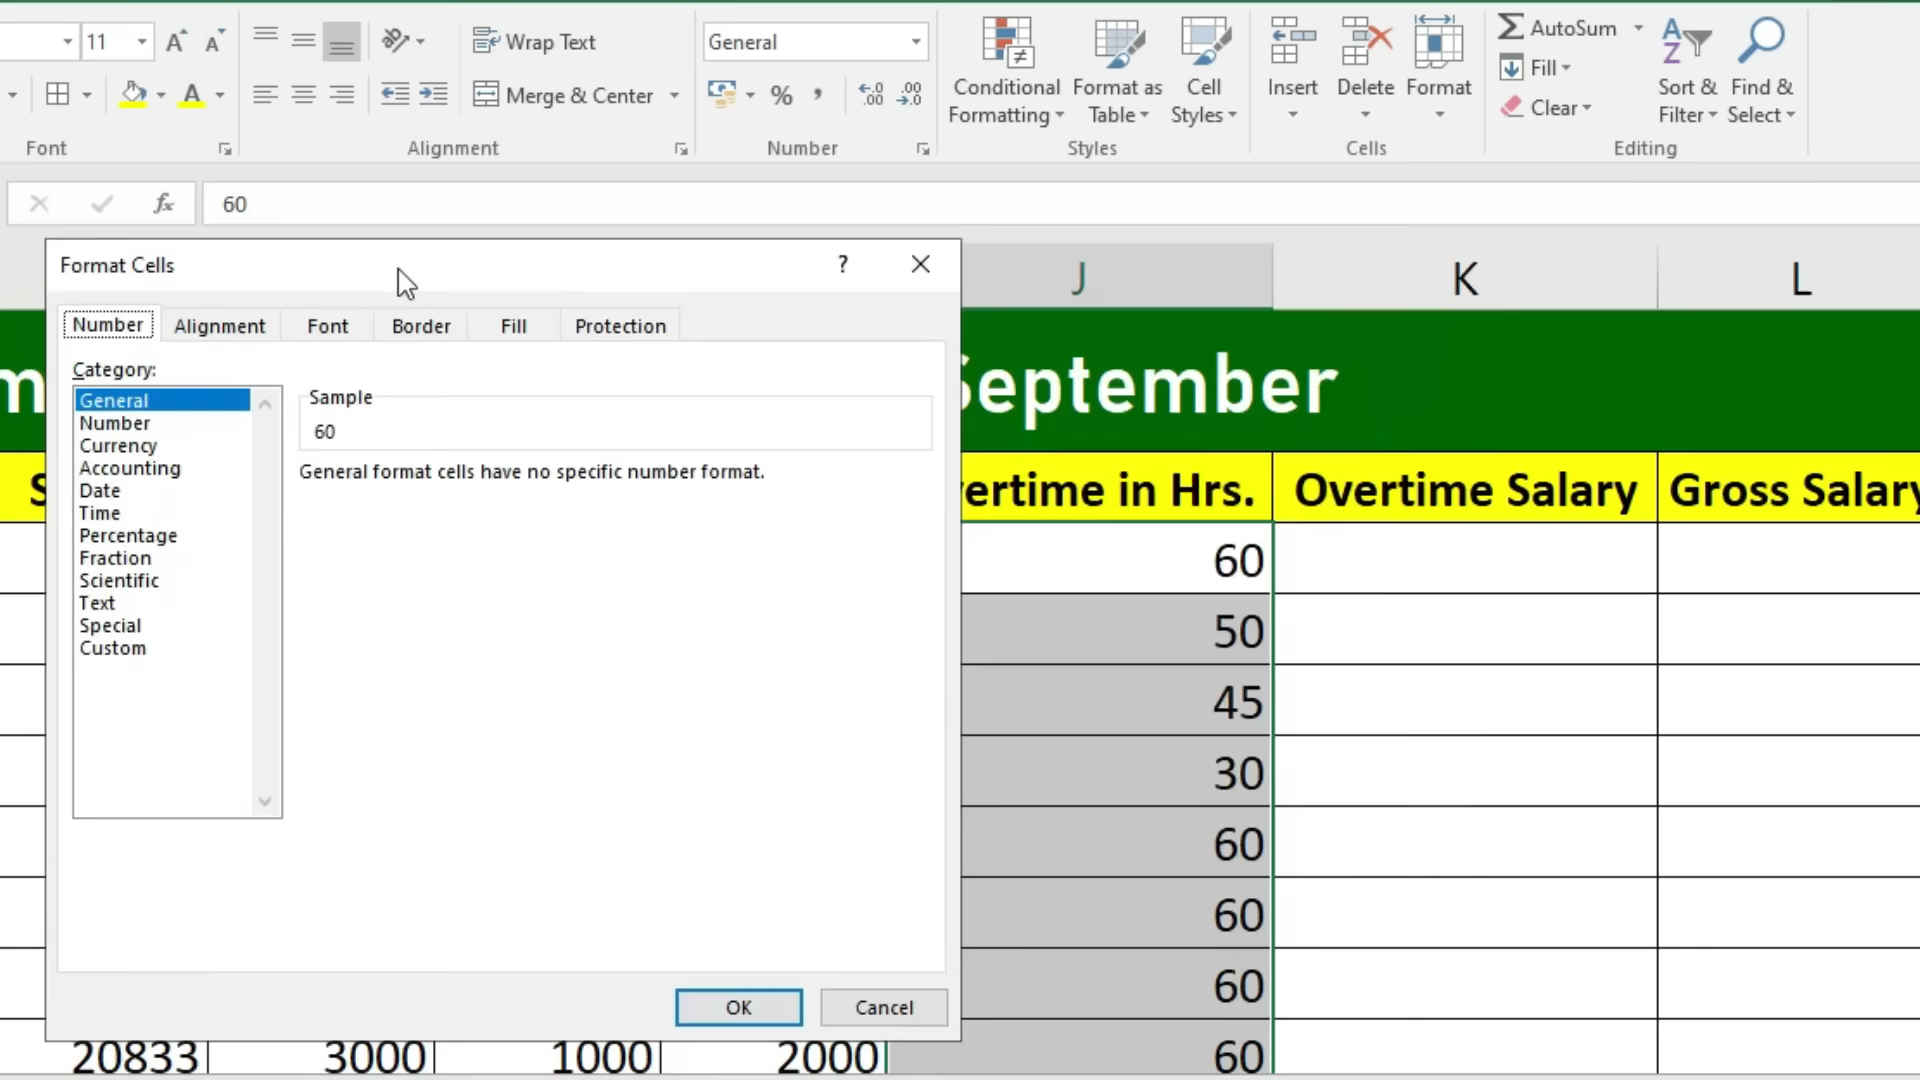 11 A A Wrap Text General AutoSum
Fill
Merge & Center % , Conditional Format as Cell Insert Delete Format Sort & Find &
Formatting Table Styles Clear Filter Select
Font Alignment Number Styles Cells Editing
fx 60
Format Cells ?
J K L
Number Alignment Font Border Fill Protection
Category:
General
Number
Currency
Accounting
Date
Time
Percentage
Fraction
Scientific
Text
Special
Custom
Sample
60
General format cells have no specific number format.
OK Cancel
September
ertime in Hrs. Overtime Salary Gross Salary
60
50
45
30
60
60
60
20833 3000 1000 2000 60